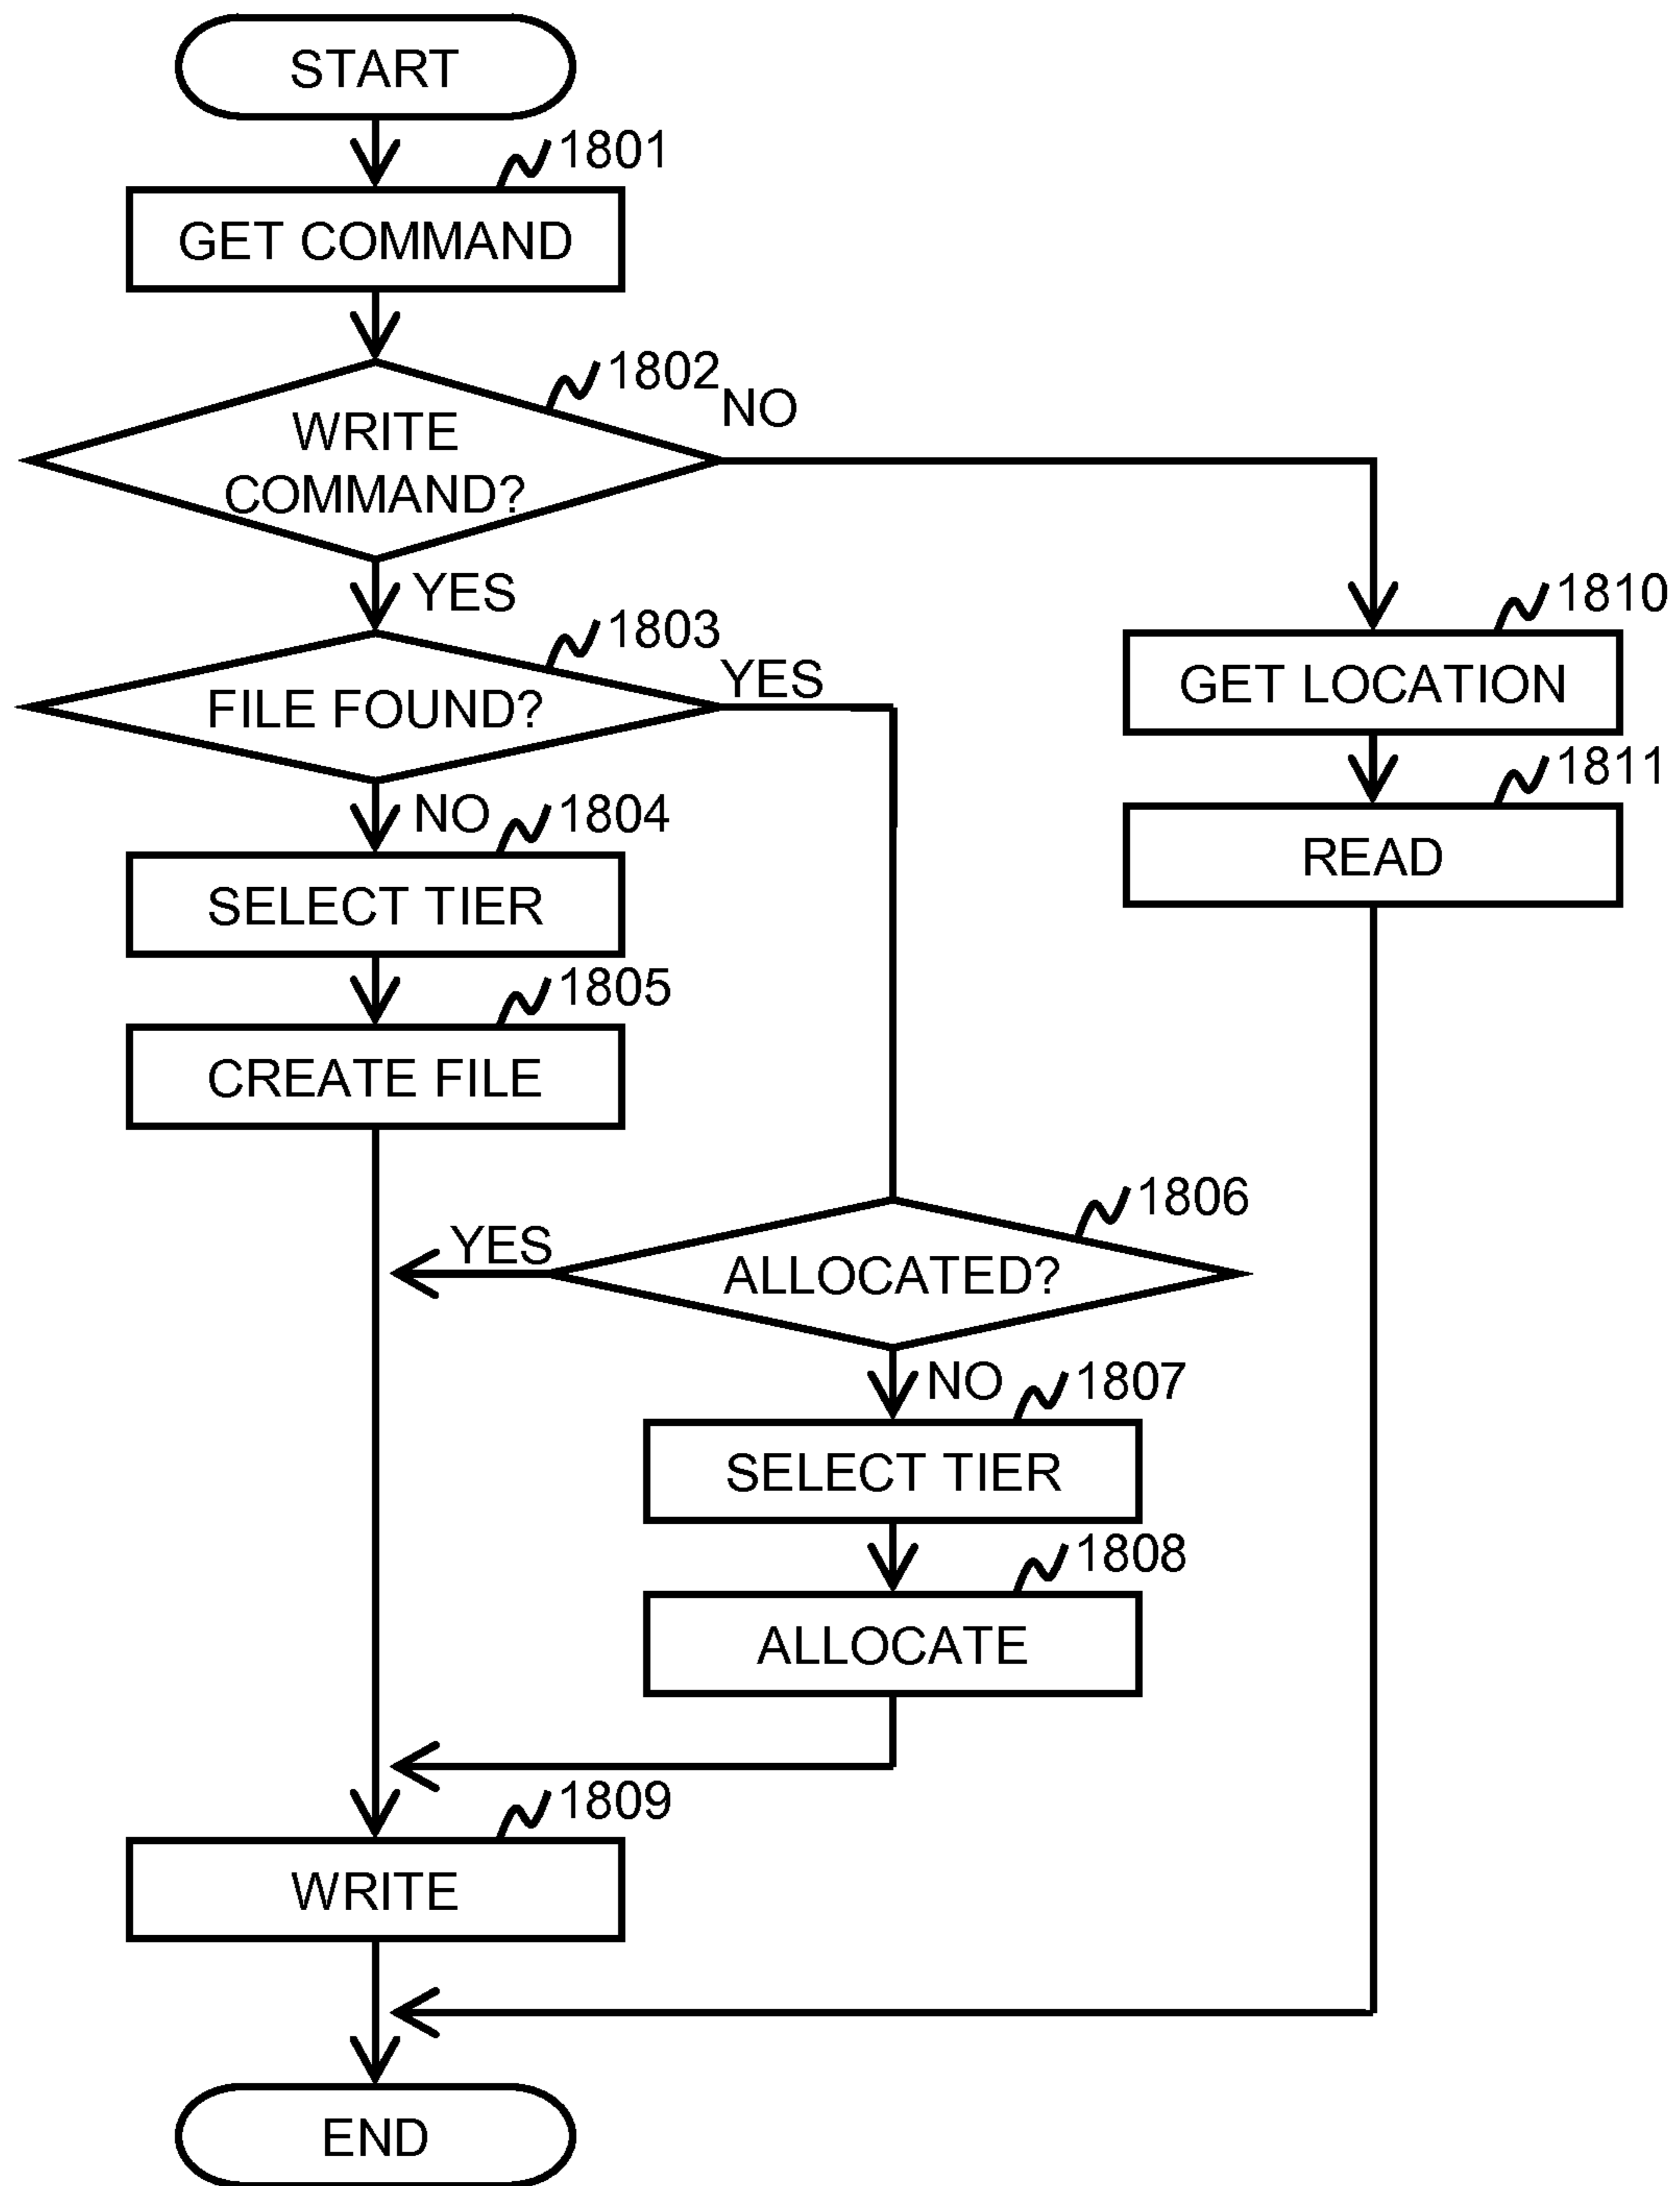 START
1801
GET COMMAND
1802
NO
WRITE
COMMAND?
YES
1803
YES
FILE FOUND?
1810
GET LOCATION
1811
READ
NO
1804
SELECT TIER
1805
CREATE FILE
1806
YES
ALLOCATED?
NO
1807
SELECT TIER
1808
ALLOCATE
1809
WRITE
END